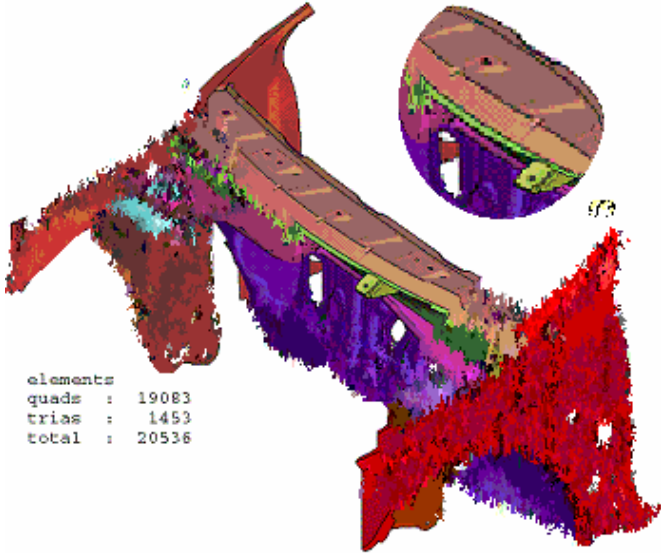 elements
quads : 19083
trias : 1453
total : 20536